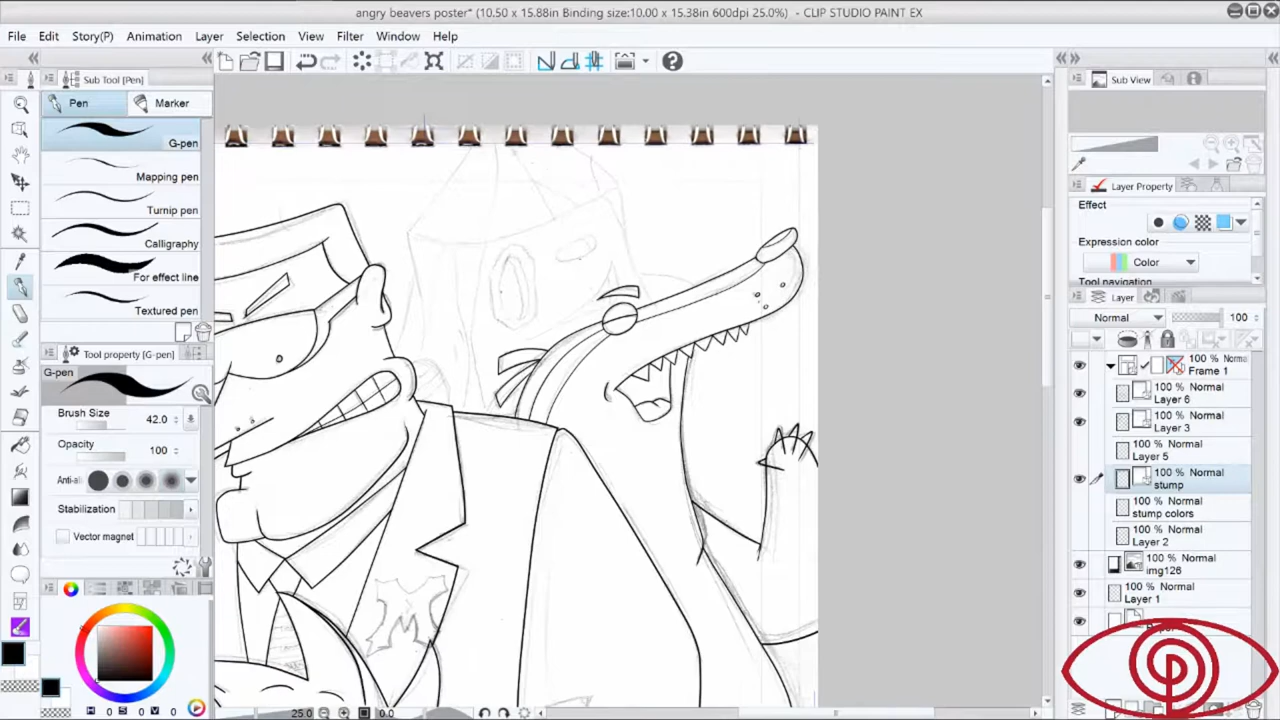 angry beavers poster* (10.50 x 15.88in Binding size:10.00 x 15.38in 600dpi 25.0%) - CLIP STUDIO PAINT EX
File Edit Story(P) Animation Layer Selection View Filter Window Help
Sub Tool [Pen]
Pen Marker
G-pen
Mapping pen
Turnip pen
Calligraphy
For effect line
Textured pen
Tool property [G-pen]
G-pen
Brush Size 42.0
Opacity 100
Anti-a
Stabilization
Vector magnet
H 0 S 0 V 0
25.0 0.0
Sub View
Layer Property
Effect
Expression color
Color
Tool navigation
Layer
Normal 100
100 % Norma
Frame 1
100 % Normal
Layer 6
100 % Normal
Layer 3
100 % Normal
Layer 5
100 % Normal
stump
100 % Normal
stump colors
100 % Normal
Layer 2
100 % Normal
img126
100 % Normal
Layer 1